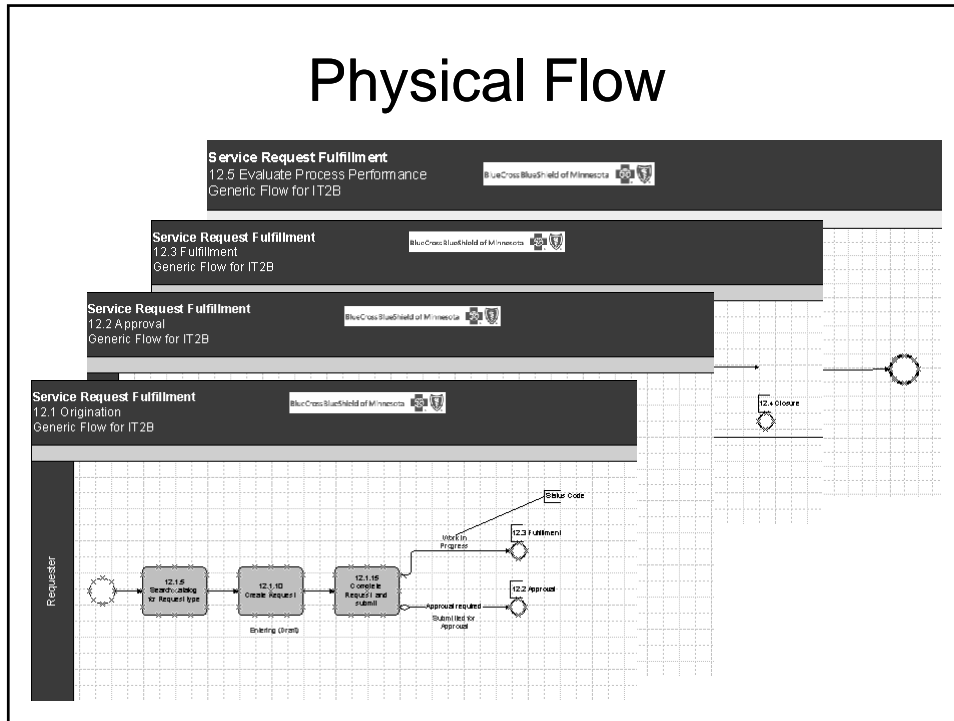 Physical Flow
Service Request Fulfillment
12.5 Evaluate Process Performance
Generic Flow for IT2B
BlueCross BlueShield of Minnesota
Service Request Fulfillment
12.3 Fulfillment
Generic Flow for IT2B
BlueCross BlueShield of Minnesota
Service Request Fulfillment
12.2 Approval
Generic Flow for IT2B
BlueCross BlueShield of Minnesota
12.4 Closure
Service Request Fulfillment
12.1 Origination
Generic Flow for IT2B
BlueCross BlueShield of Minnesota
Requester
Status Code
Work In
Progress
12.3 Fulfillment
12.1.5
Search catalog
for Request type
12.1.10
Create Request
12.1.15
Complete
Request and
submit
Entering (Draft)
Approval required
Submitted for
Approval
12.2 Approval